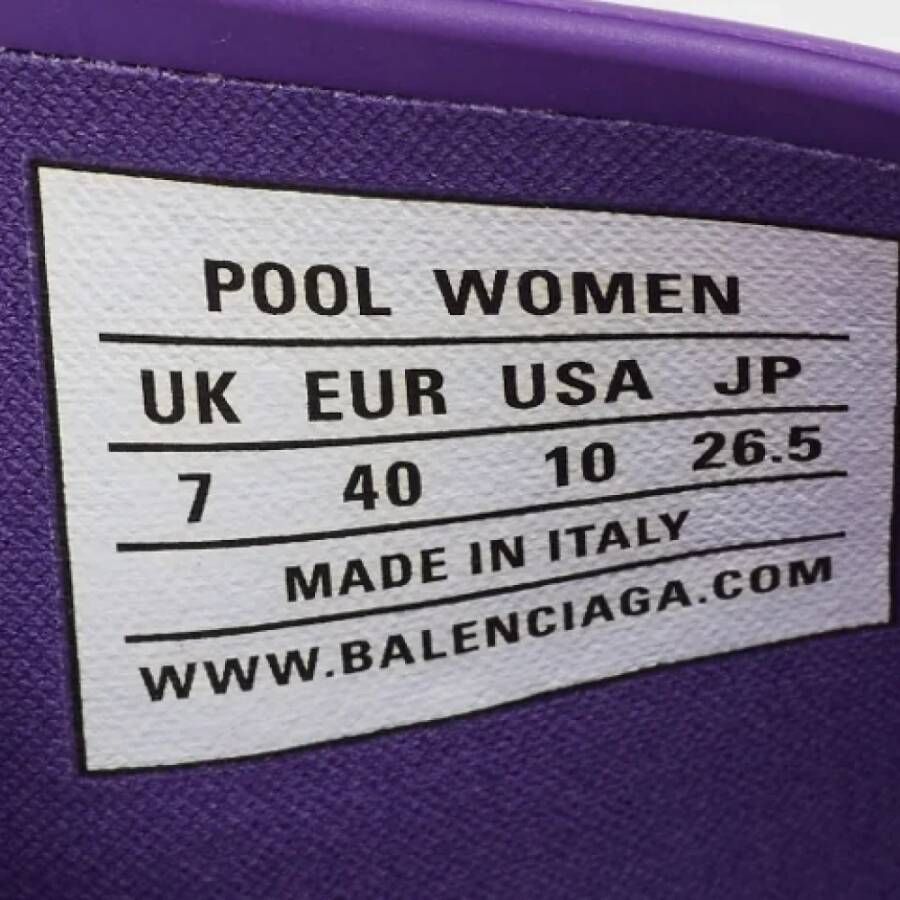 POOL WOMEN
UK EUR USA JP
7 40 10 26.5
MADE IN ITALY
WWW.BALENCIAGA.COM